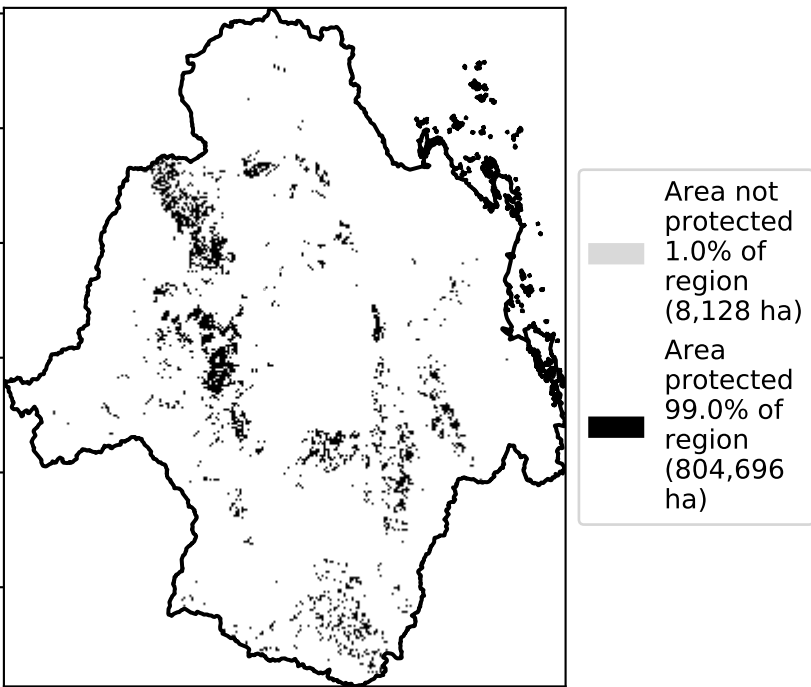 Area not
protected
1.0% of
region
(8,128 ha)
Area
protected
99.0% of
region
(804,696
ha)